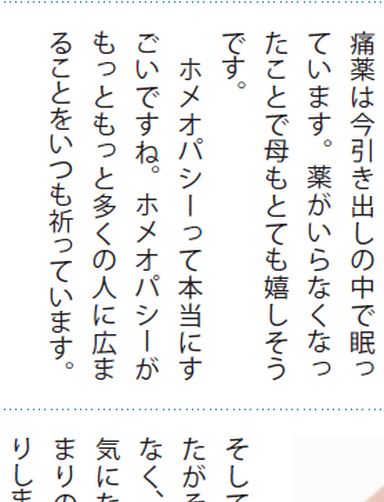 痛薬は今引き出しの中で眠っ
ています。薬がいらなくなっ
たことで母もとても嬉しそう
です。
ホメオパシーって本当にす
ごいですね。ホメオパシーが
もっともっと多くの人に広ま
ることをいつも祈っています。
そして
たがそ
なく、
気にた
まりの
りしま